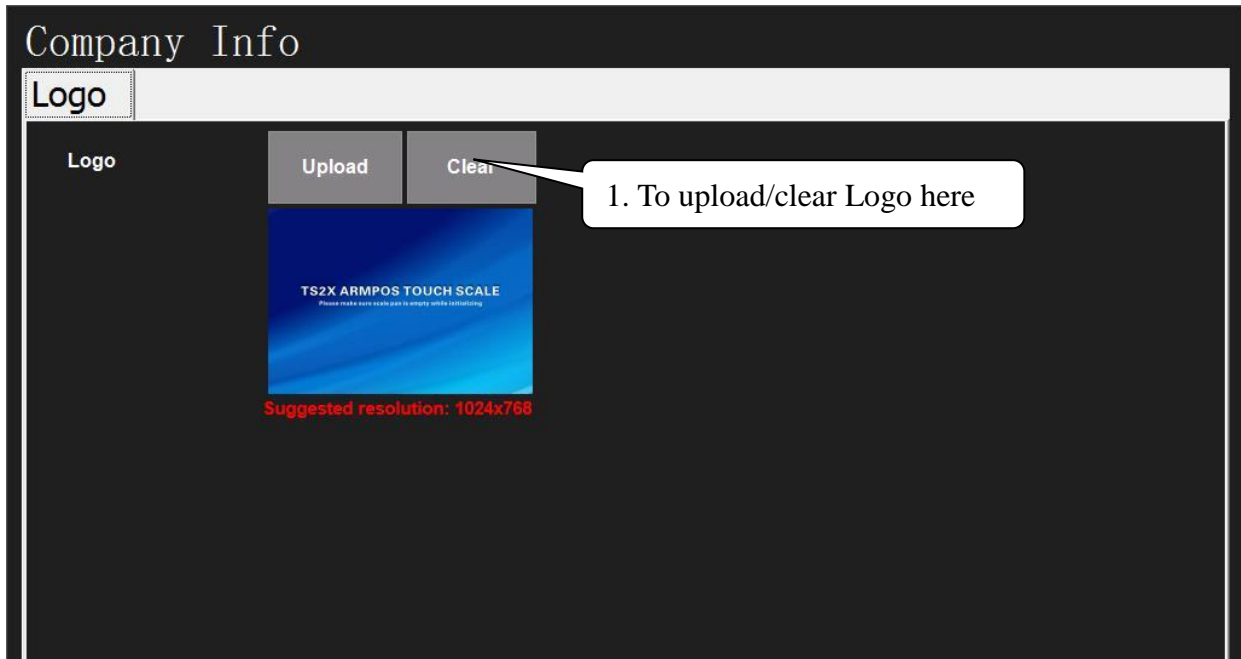 Company Info
Logo
Logo
Upload
Clear
1. To upload/clear Logo here
TS2X ARMPOS TOUCH SCALE
Please make sure scale pan is empty while initializing
Suggested resolution: 1024x768